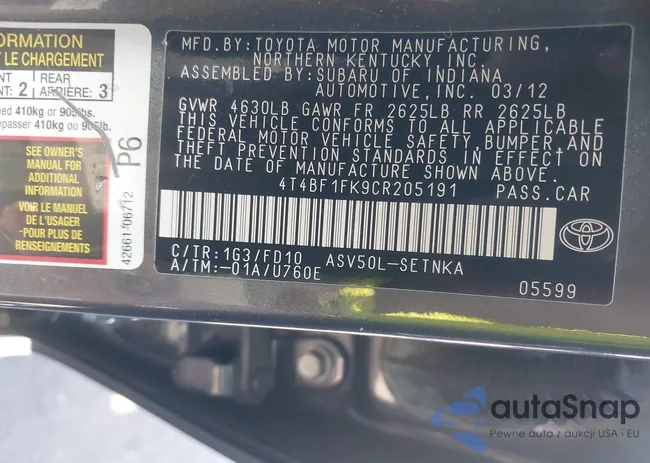 ORMATION
LE CHARGEMENT
NT 2 REAR ARRIÈRE: 3
eed 410kg or 905lbs.
epasser 410kg ou 905lb.
SEE OWNER'S
MANUAL FOR
ADDITIONAL
INFORMATION
VOIR LE MANUEL
DE L'USAGER
POUR PLUS DE
RENSEIGNEMENTS
P6
42661-06/12
MFD.BY:TOYOTA MOTOR MANUFACTURING,
NORTHERN KENTUCKY,INC.
ASSEMBLED BY:SUBARU OF INDIANA
AUTOMOTIVE,INC. 03/12
GVWR 4630LB GAWR FR 2625LB RR 2625LB
THIS VEHICLE CONFORMS TO ALL APPLICABLE
FEDERAL MOTOR VEHICLE SAFETY,BUMPER,AND
THEFT PREVENTION STANDARDS IN EFFECT ON
THE DATE OF MANUFACTURE SHOWN ABOVE.
4T4BF1FK9CR205191 PASS.CAR
C/TR:1G3/FD10 ASV50L-SETNKA
A/TM:-01A/U760E
05599
autaSnap
Pewne auta z aukcji USA i EU